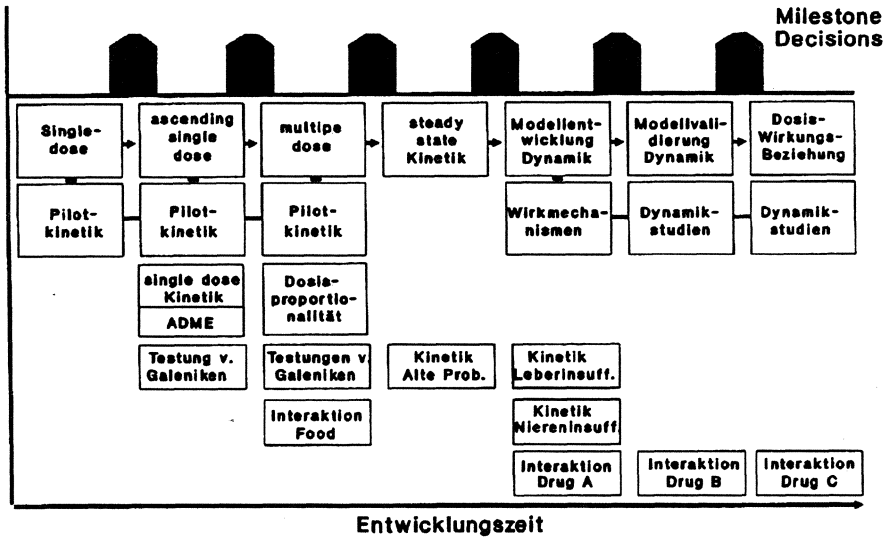 Milestone
Decisions
Single-
dose
ascending
single
dose
multipe
dose
steady
state
Kinetik
Modellent-
wicklung
Dynamik
Modellvali-
dierung
Dynamik
Dosis-
Wirkungs-
Beziehung
Pilot-
kinetik
Pilot-
kinetik
Pilot-
kinetik
Wirkmecha-
nismen
Dynamik-
studien
Dynamik-
studien
single dose
Kinetik
ADME
Dosis-
proportio-
nalität
Testung v.
Galeniken
Testungen v.
Galeniken
Kinetik
Alte Prob.
Kinetik
Leberinsuff.
Interaktion
Food
Kinetik
Niereninsuff.
Interaktion
Drug A
Interaktion
Drug B
Interaktion
Drug C
Entwicklungszeit